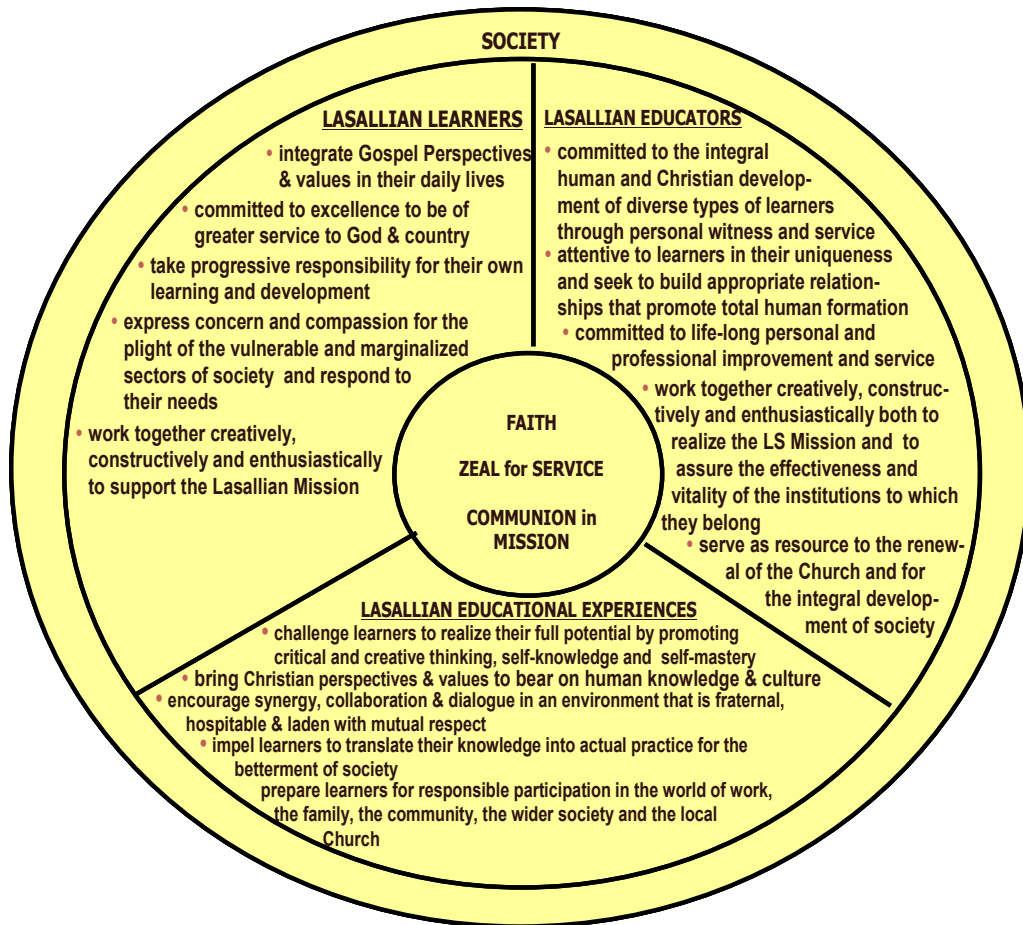 SOCIETY
LASALLIAN LEARNERS
• integrate Gospel Perspectives
& values in their daily lives
• committed to excellence to be of
greater service to God & country
• take progressive responsibility for their own
learning and development
• express concern and compassion for the
plight of the vulnerable and marginalized
sectors of society and respond to
their needs
• work together creatively,
constructively and enthusiastically
to support the Lasallian Mission
LASALLIAN EDUCATORS
• committed to the integral
human and Christian develop-
ment of diverse types of learners
through personal witness and service
• attentive to learners in their uniqueness
and seek to build appropriate relation-
ships that promote total human formation
• committed to life-long personal and
professional improvement and service
• work together creatively, construc-
tively and enthusiastically both to
realize the LS Mission and to
assure the effectiveness and
vitality of the institutions to which
they belong
• serve as resource to the renew-
al of the Church and for
the integral develop-
ment of society
FAITH
ZEAL for SERVICE
COMMUNION in
MISSION
LASALLIAN EDUCATIONAL EXPERIENCES
• challenge learners to realize their full potential by promoting
critical and creative thinking, self-knowledge and self-mastery
• bring Christian perspectives & values to bear on human knowledge & culture
• encourage synergy, collaboration & dialogue in an environment that is fraternal,
hospitable & laden with mutual respect
• impel learners to translate their knowledge into actual practice for the
betterment of society
prepare learners for responsible participation in the world of work,
the family, the community, the wider society and the local
Church